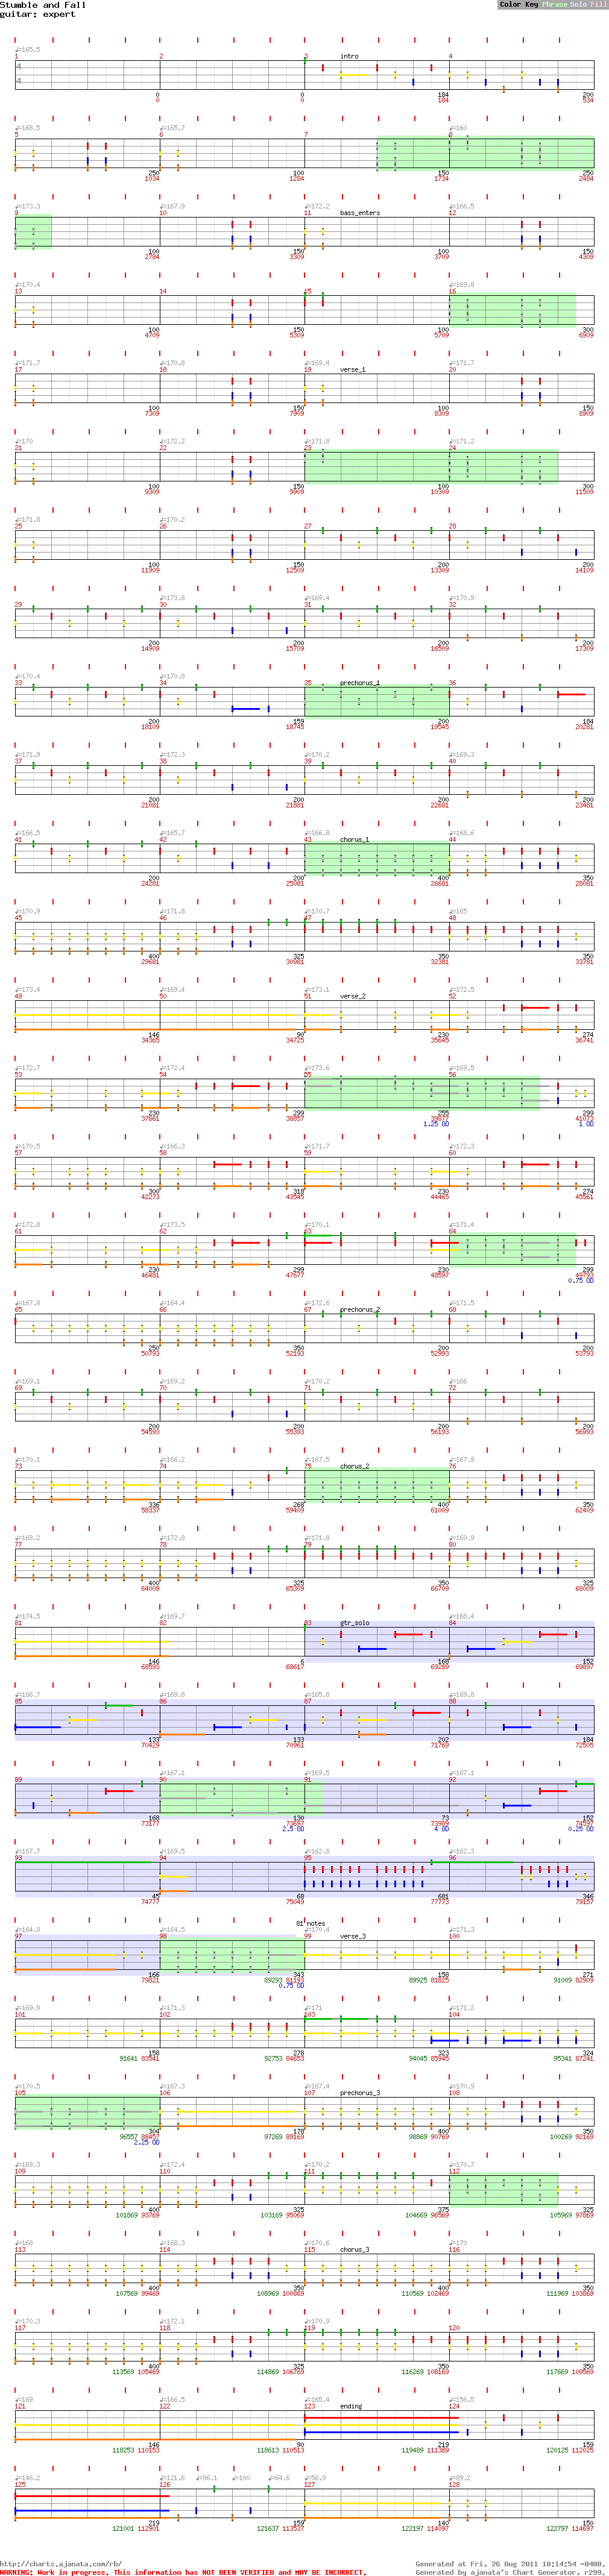 Stumble and Fall
guitar: expert
Color Key Phrase Solo Fill
♩=165.5
1 2 3 intro 4
4
4
0 0 184 200
0 0 184 534
♩=168.5 ♩=165.7 ♩=160
5 6 7 8
250 100 150 250
1034 1284 1734 2484
♩=173.3 ♩=167.9 ♩=172.2 ♩=166.5
9 10 11 bass_enters 12
100 150 100 150
2784 3309 3709 4309
♩=170.4 ♩=169.8
13 14 15 16
100 150 100 300
4709 5309 5709 6909
♩=171.7 ♩=170.8 ♩=169.4 ♩=171.7
17 18 19 verse_1 20
100 150 100 150
7309 7909 8309 8909
♩=170 ♩=172.2 ♩=171.8 ♩=171.2
21 22 23 24
100 150 100 300
9309 9909 10309 11509
♩=171.8 ♩=170.2
25 26 27 28
100 150 200 200
11909 12509 13309 14109
♩=173.8 ♩=169.4 ♩=170.9
29 30 31 32
200 200 200 200
14909 15709 16509 17309
♩=170.4 ♩=170.8
33 34 35 prechorus_1 36
200 159 200 184
18109 18745 19545 20281
♩=171.9 ♩=172.3 ♩=170.2 ♩=169.3
37 38 39 40
200 200 200 200
21081 21881 22681 23481
♩=166.5 ♩=165.7 ♩=166.8 ♩=168.6
41 42 43 chorus_1 44
200 200 400 350
24281 25081 26681 28081
♩=170.9 ♩=171.8 ♩=170.7 ♩=165
45 46 47 48
400 325 350 350
29681 30981 32381 33781
♩=173.4 ♩=169.4 ♩=173.1 ♩=172.5
49 50 51 verse_2 52
146 90 230 274
34365 34725 35645 36741
♩=172.7 ♩=172.4 ♩=173.6 ♩=169.5
53 54 55 56
230 299 255 299
37661 38857 39877 41073
1.25 OD 1 OD
♩=170.5 ♩=166.3 ♩=171.7 ♩=172.3
57 58 59 60
300 318 230 274
42273 43545 44465 45561
♩=172.8 ♩=173.5 ♩=170.1 ♩=171.4
61 62 63 64
230 299 230 299
46481 47677 48597 49793
0.75 OD
♩=167.8 ♩=164.4 ♩=172.6 ♩=171.5
65 66 67 prechorus_2 68
250 350 200 200
50793 52193 52993 53793
♩=169.1 ♩=169.2 ♩=170.2 ♩=166
69 70 71 72
200 200 200 200
54593 55393 56193 56993
♩=170.1 ♩=166.2 ♩=167.5 ♩=167.9
73 74 75 chorus_2 76
336 268 400 350
58337 59409 61009 62409
♩=168.2 ♩=172.8 ♩=171.8 ♩=169.9
77 78 79 80
400 325 350 325
64009 65309 66709 68009
♩=174.5 ♩=169.7 ♩=168.4
81 82 83 gtr_solo 84
146 6 168 152
68593 68617 69289 69897
♩=166.7 ♩=169.8 ♩=165.8 ♩=169.8
85 86 87 88
133 133 202 184
70429 70961 71769 72505
♩=167.1 ♩=169.5 ♩=167.1
89 90 91 92
168 130 73 152
73177 73697 73989 74597
2.5 OD 4 OD 0.25 OD
♩=167.7 ♩=169.5 ♩=162.8 ♩=162.3
93 94 95 96
45 68 681 346
74777 75049 77773 79157
81 notes
♩=164.8 ♩=164.5 ♩=170.4 ♩=171.3
97 98 99 verse_3 100
166 343 158 271
79821 89293 81193 89925 81825 91009 82909
0.75 OD
♩=169.9 ♩=171.3 ♩=171 ♩=171.2
101 102 103 104
158 278 323 324
91641 83541 92753 84653 94045 85945 95341 87241
♩=170.5 ♩=167.3 ♩=167.4 ♩=170.9
105 106 107 prechorus_3 108
304 178 400 350
96557 88457 97269 89169 98869 90769 100269 92169
2.25 OD
♩=169.3 ♩=172.4 ♩=170.2 ♩=170.7
109 110 111 112
400 325 375 325
101869 93769 103169 95069 104669 96569 105969 97869
♩=168 ♩=168.3 ♩=170.6 ♩=170
113 114 115 chorus_3 116
400 350 400 350
107569 99469 108969 100869 110569 102469 111969 103869
♩=170.3 ♩=172.1 ♩=170.9
117 118 119 120
400 325 350 350
113569 105469 114869 106769 116269 108169 117669 109569
♩=169 ♩=166.5 ♩=165.4 ♩=156.5
121 122 123 ending 124
146 90 219 159
118253 110153 118613 110513 119489 111389 120125 112025
♩=146.2 ♩=121.6 ♩=96.1 ♩=100 ♩=64.6 ♩=56.9 ♩=89.2
125 126 127 128
219 159 140 150
121001 112901 121637 113537 122197 114097 122797 114697
http://charts.ajanata.com/rb/
Generated at Fri, 26 Aug 2011 18:14:54 -0400.
WARNING: Work in progress. This information has NOT BEEN VERIFIED and MAY BE INCORRECT.
Generated by ajanata's Chart Generator, r299.